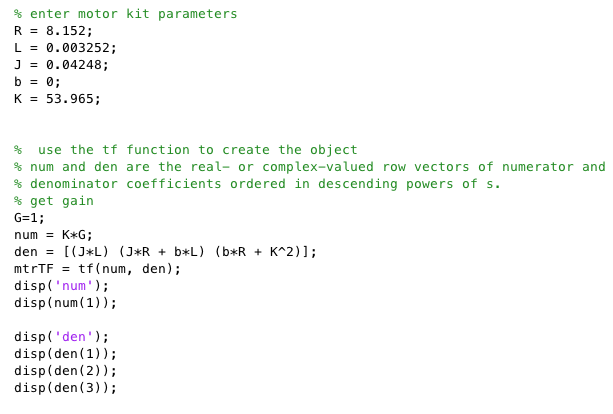 % enter motor kit parameters
R = 8.152;
L = 0.003252;
J = 0.04248;
b = 0;
K = 53.965;
%  use the tf function to create the object
% num and den are the real- or complex-valued row vectors of numerator and
% denominator coefficients ordered in descending powers of s.
% get gain
G=1;
num = K*G;
den = [(J*L) (J*R + b*L) (b*R + K^2)];
mtrTF = tf(num, den);
disp('num');
disp(num(1));
disp('den');
disp(den(1));
disp(den(2));
disp(den(3));